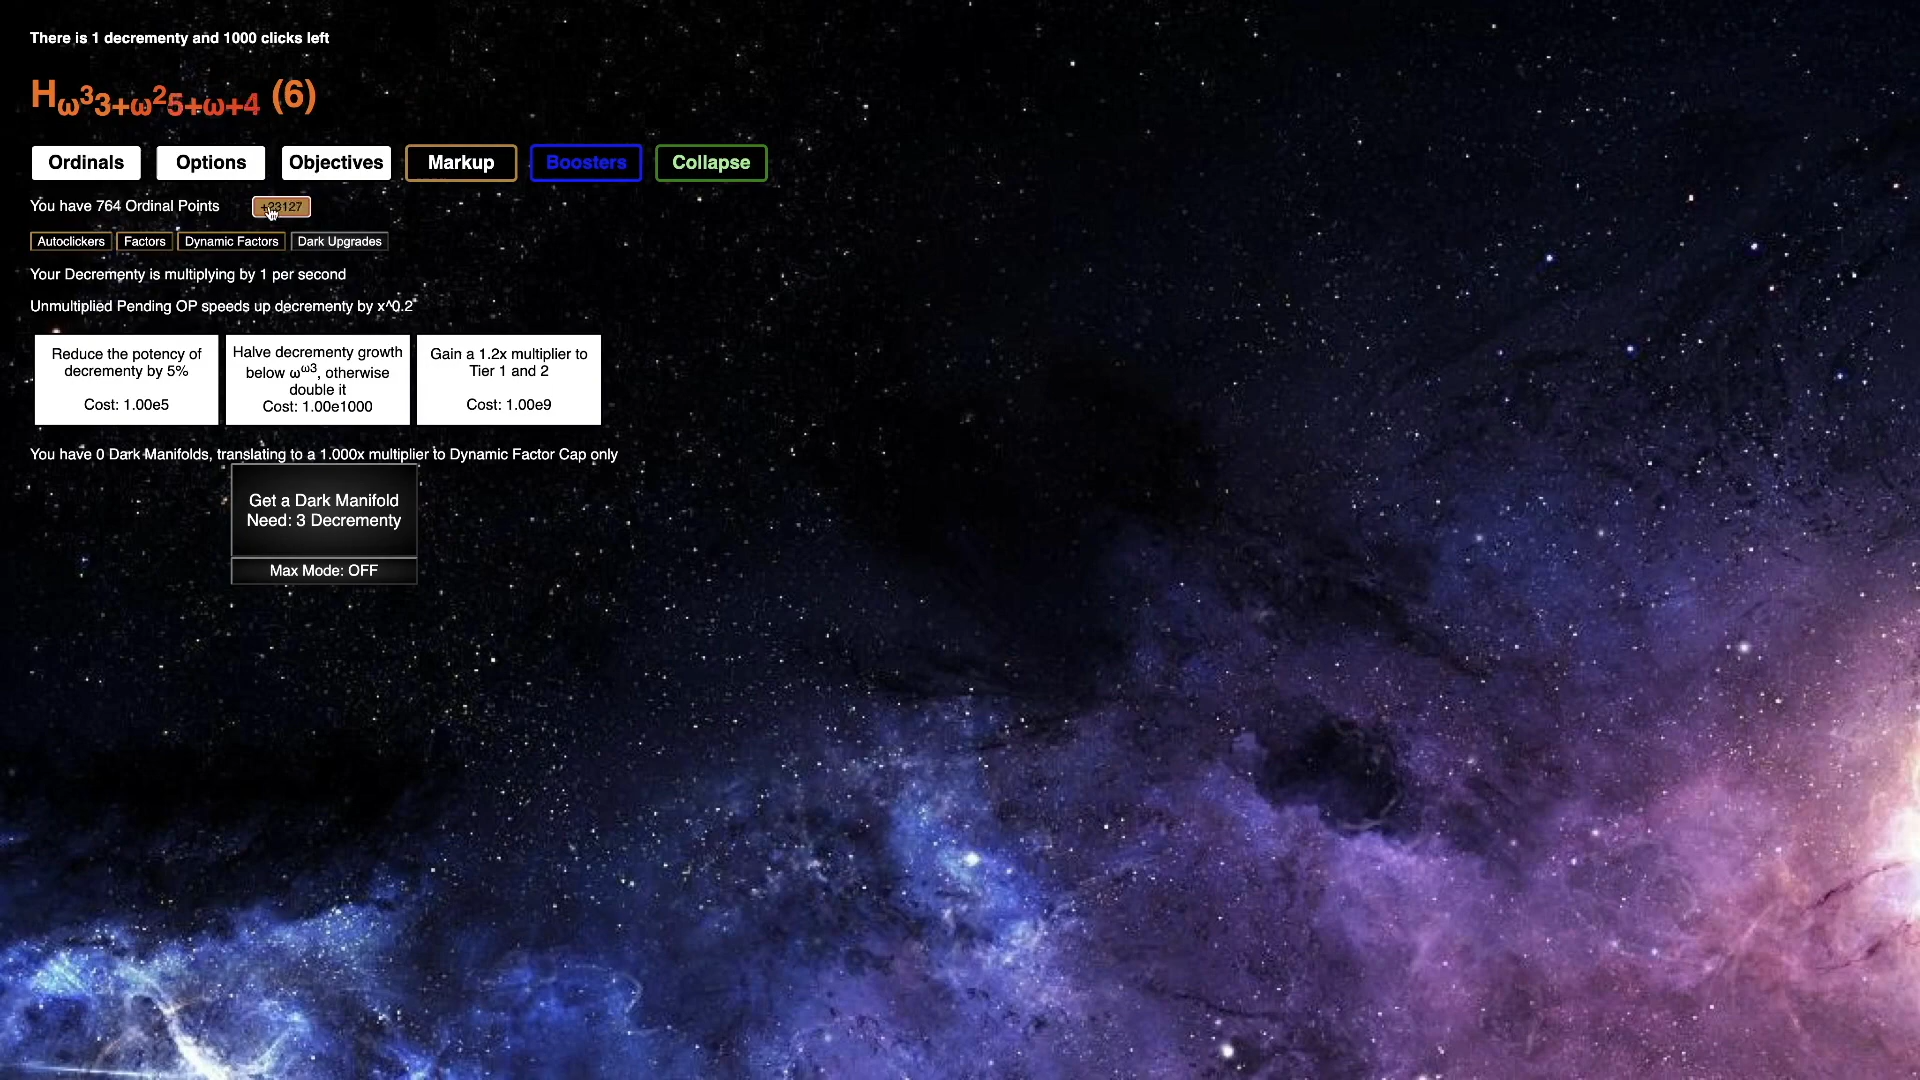 There is 1 decrementy and 1000 clicks left
Hω³3+ω²5+ω+4 (6)
Ordinals Options Objectives Markup Boosters Collapse
You have 764 Ordinal Points +23127
Autoclickers Factors Dynamic Factors Dark Upgrades
Your Decrementy is multiplying by 1 per second
Unmultiplied Pending OP speeds up decrementy by x^0.2
Reduce the potency of
decrementy by 5%
Cost: 1.00e5
Halve decrementy growth
below ω^ω3, otherwise
double it
Cost: 1.00e1000
Gain a 1.2x multiplier to
Tier 1 and 2
Cost: 1.00e9
You have 0 Dark Manifolds, translating to a 1.000x multiplier to Dynamic Factor Cap only
Get a Dark Manifold
Need: 3 Decrementy
Max Mode: OFF